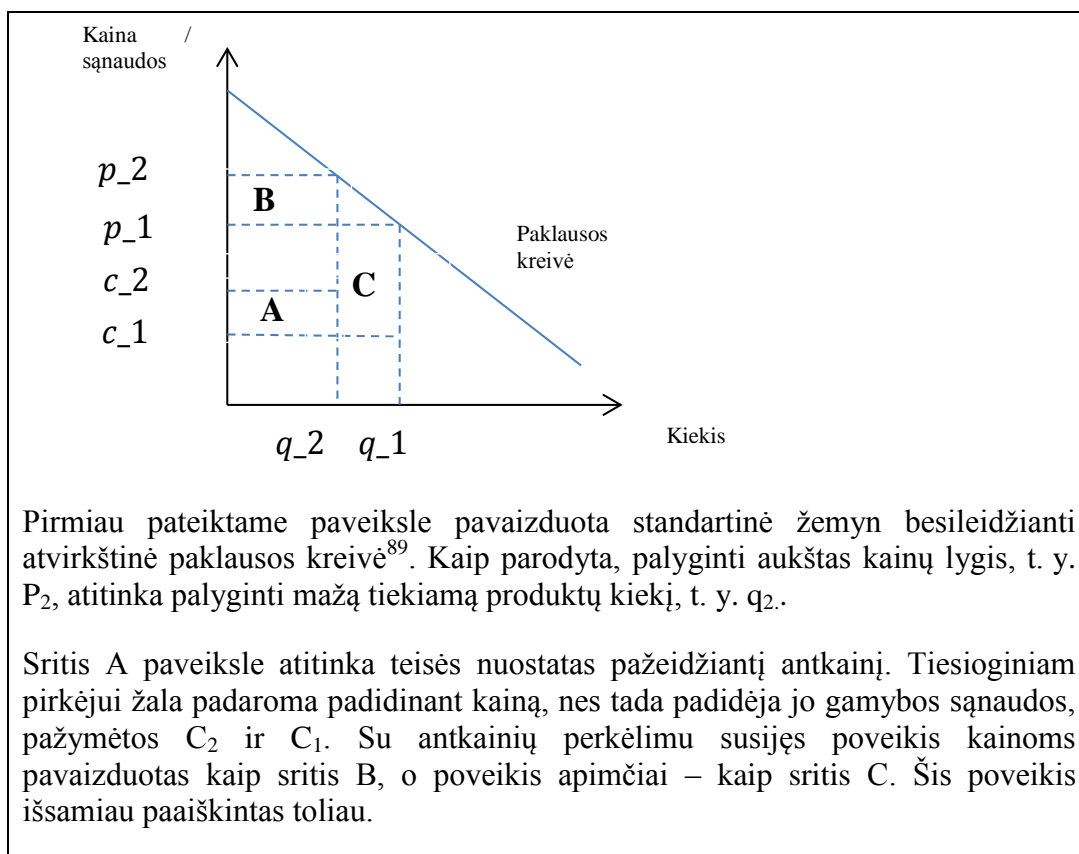 Kaina /
sąnaudos
p_2
B
p_1
Paklausos
kreivė
c_2
C
A
c_1
Kiekis
q_2 q_1
Pirmiau pateiktame paveiksle pavaizduota standartinė žemyn besileidžianti
atvirkštinė paklausos kreivė89. Kaip parodyta, palyginti aukštas kainų lygis, t. y.
P2, atitinka palyginti mažą tiekiamą produktų kiekį, t. y. q2..
Sritis A paveiksle atitinka teisės nuostatas pažeidžiantį antkainį. Tiesioginiam
pirkėjui žala padaroma padidinant kainą, nes tada padidėja jo gamybos sąnaudos,
pažymėtos C2 ir C1. Su antkainių perkėlimu susijęs poveikis kainoms
pavaizduotas kaip sritis B, o poveikis apimčiai – kaip sritis C. Šis poveikis
išsamiau paaiškintas toliau.